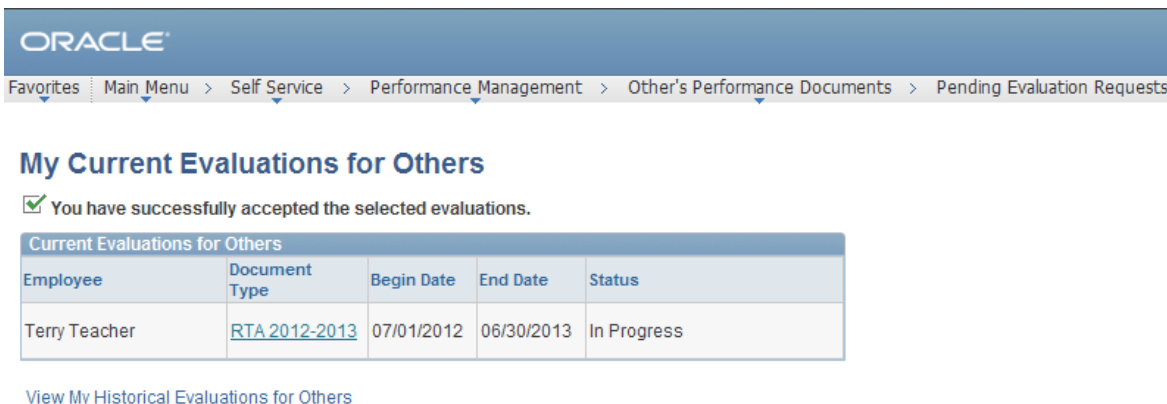 ORACLE
Favorites Main Menu > Self Service > Performance Management > Other's Performance Documents > Pending Evaluation Requests
My Current Evaluations for Others
You have successfully accepted the selected evaluations.
Current Evaluations for Others
Employee Document Type Begin Date End Date Status
Terry Teacher RTA 2012-2013 07/01/2012 06/30/2013 In Progress
View My Historical Evaluations for Others